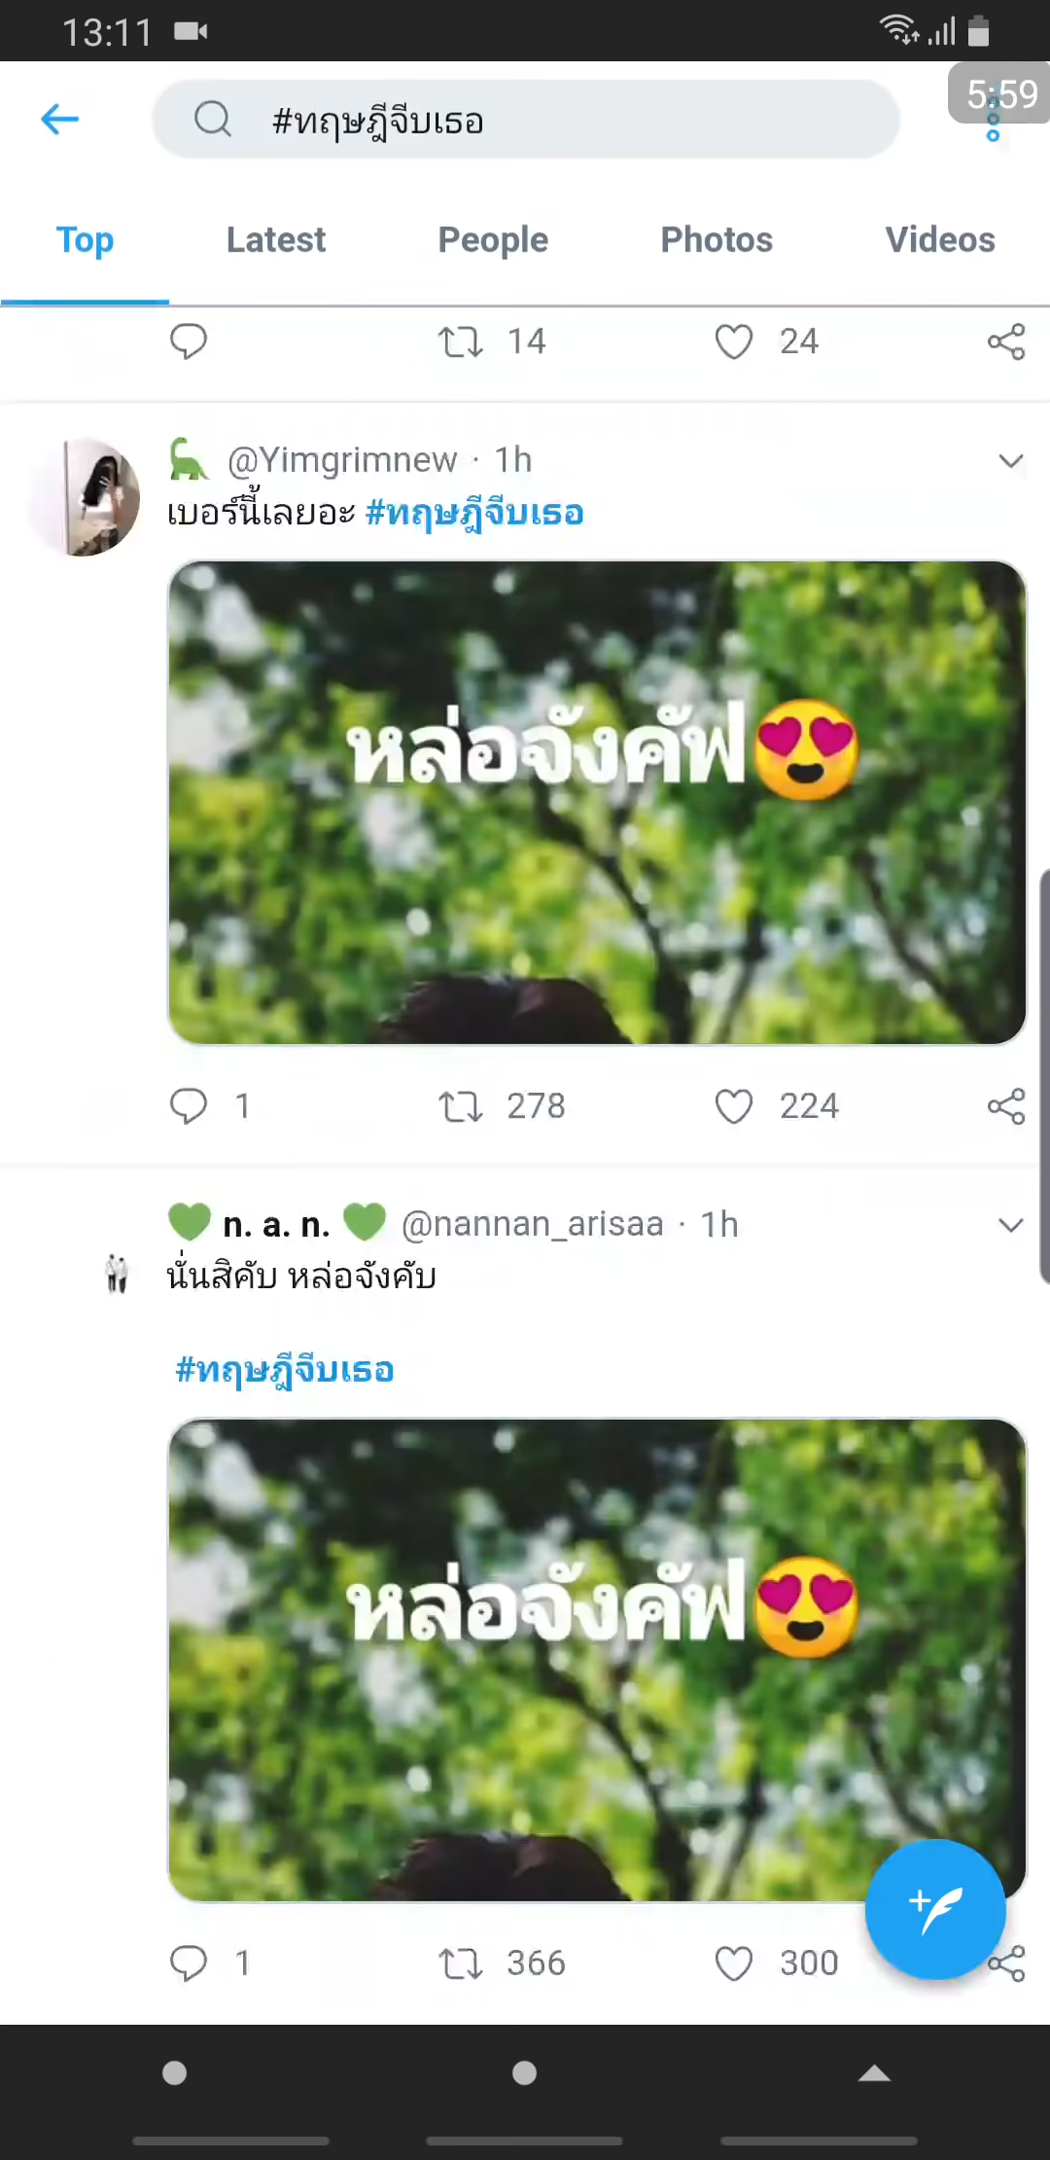 13:11
5:59
#ทฤษฎีจีบเธอ
Top Latest People Photos Videos
14 24
@Yimgrimnew · 1h
เบอร์นี้เลยอะ #ทฤษฎีจีบเธอ
หล่อจังคัฟ😍
1 278 224
💚 n. a. n. 💚 @nannan_arisaa · 1h
นั่นสิคับ หล่อจังคับ
#ทฤษฎีจีบเธอ
หล่อจังคัฟ😍
1 366 300